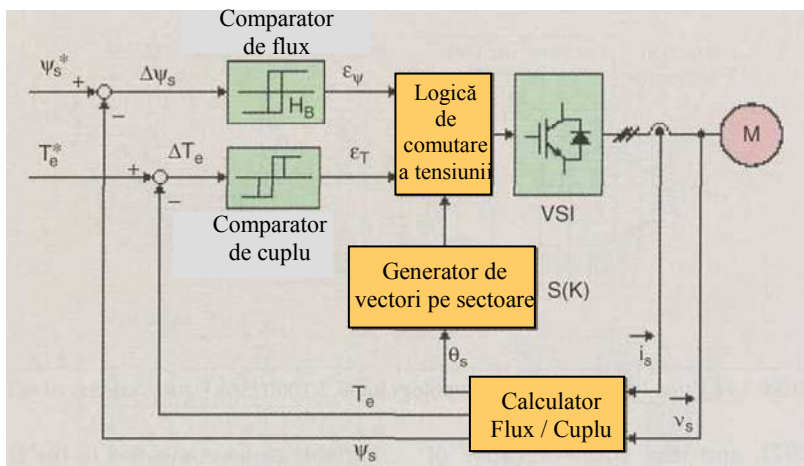 Comparator
de flux
ψs*
+
−
Δψs
HB
εψ
Logică
de
comutare
a tensiunii
M
Te*
+
−
ΔTe
εT
VSI
Comparator
de cuplu
Generator de
vectori pe sectoare
S(K)
θs
is
Te
Calculator
Flux / Cuplu
vs
ψs